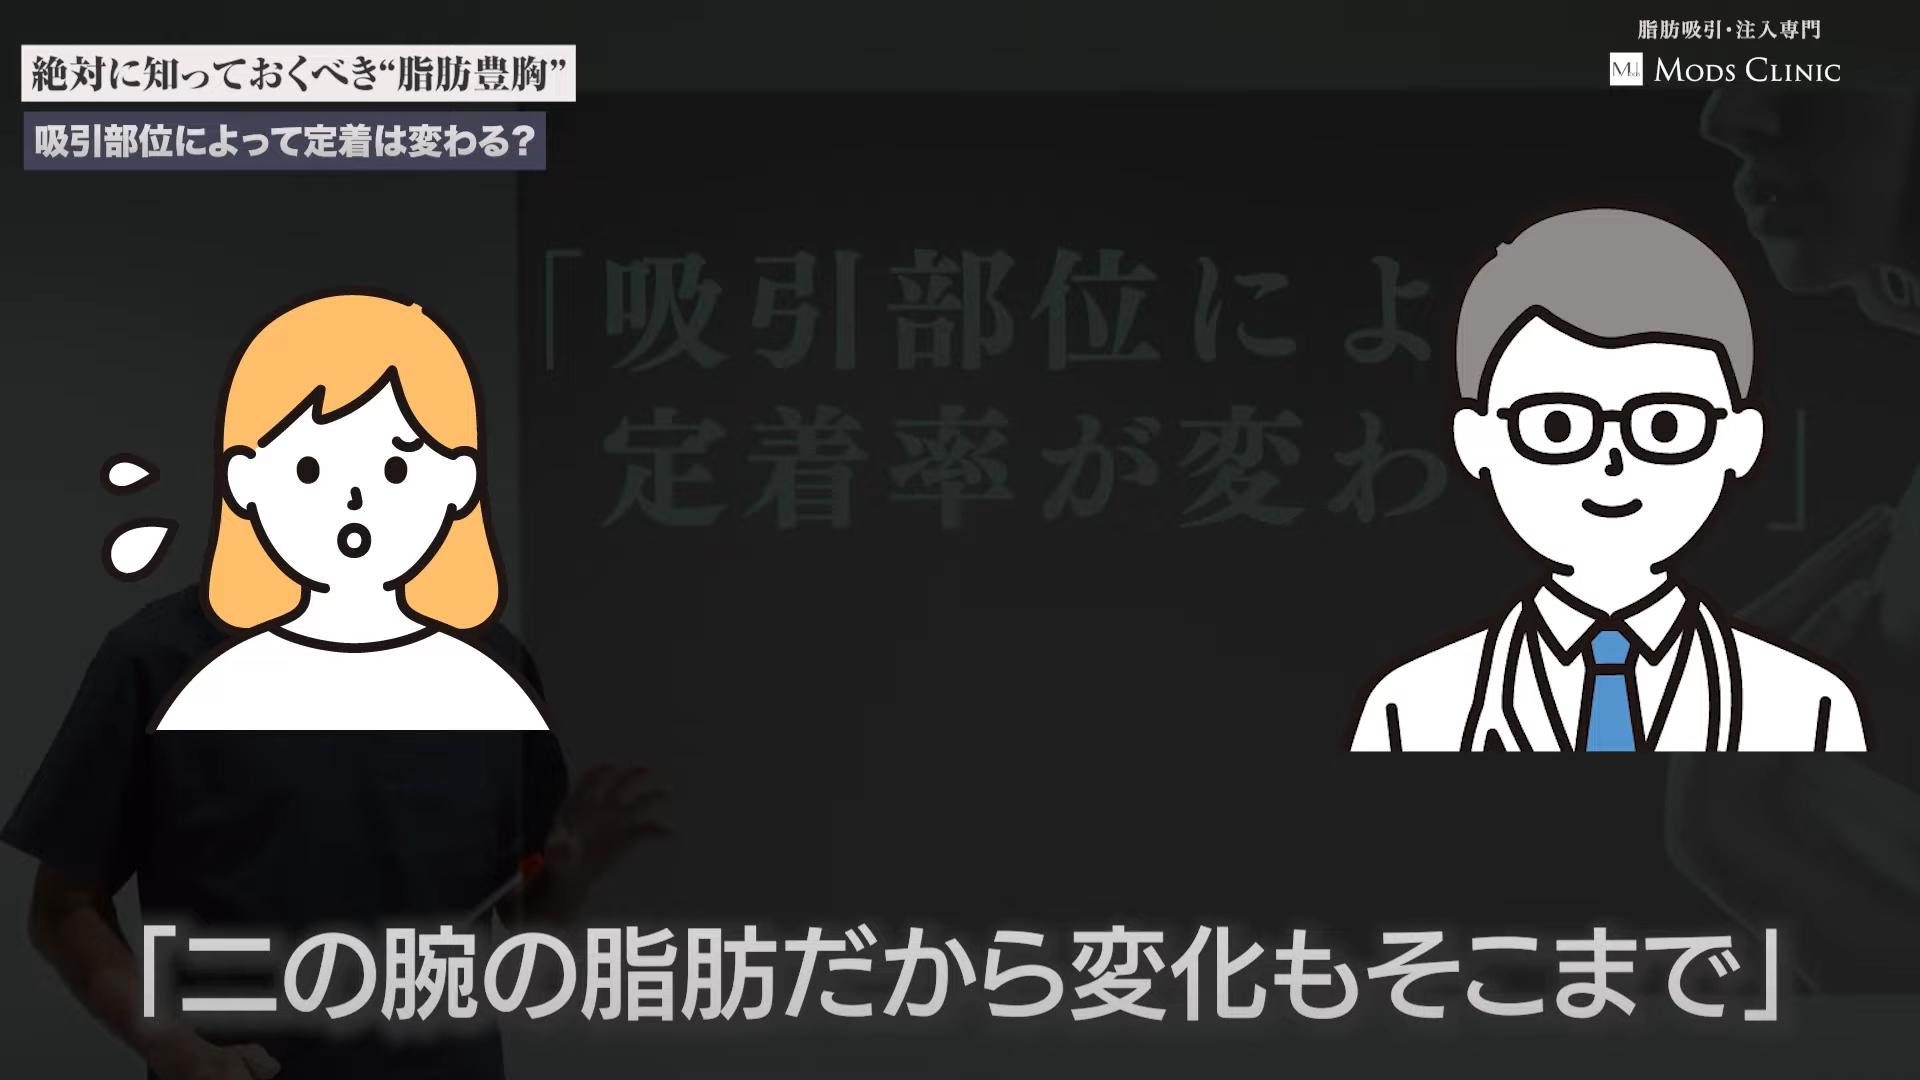 絶対に知っておくべき“脂肪豊胸”
吸引部位によって定着は変わる？
脂肪吸引・注入専門
MODS CLINIC
「吸引部位によ
定着率が変わ」
「二の腕の脂肪だから変化もそこまで」